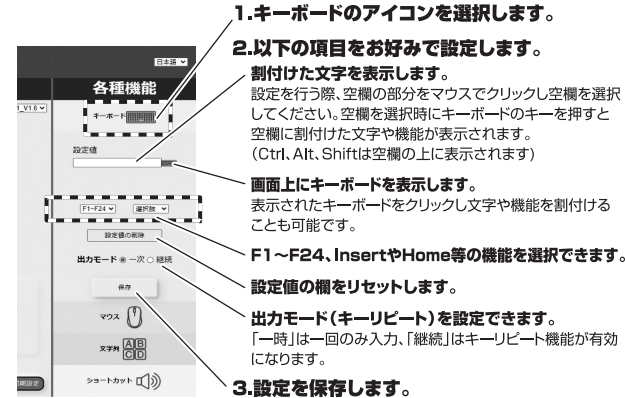 1.キーボードのアイコンを選択します。
2.以下の項目をお好みで設定します。
割付けた文字を表示します。
設定を行う際、空欄の部分をマウスでクリックし空欄を選択
してください。空欄を選択時にキーボードのキーを押すと
空欄に割付けた文字や機能が表示されます。
(Ctrl、Alt、Shiftは空欄の上に表示されます)
画面上にキーボードを表示します。
表示されたキーボードをクリックし文字や機能を割付ける
ことも可能です。
F1～F24、InsertやHome等の機能を選択できます。
設定値の欄をリセットします。
出力モード(キーリピート)を設定できます。
「一時」は一回のみ入力、「継続」はキーリピート機能が有効
になります。
3.設定を保存します。
日本語
各種機能
_V1.6
キーボード
設定値
F1~F24
選択肢
設定値の削除
出力モード 一次 継続
保存
マウス
文字列 AB
CD
ショートカット
期設定